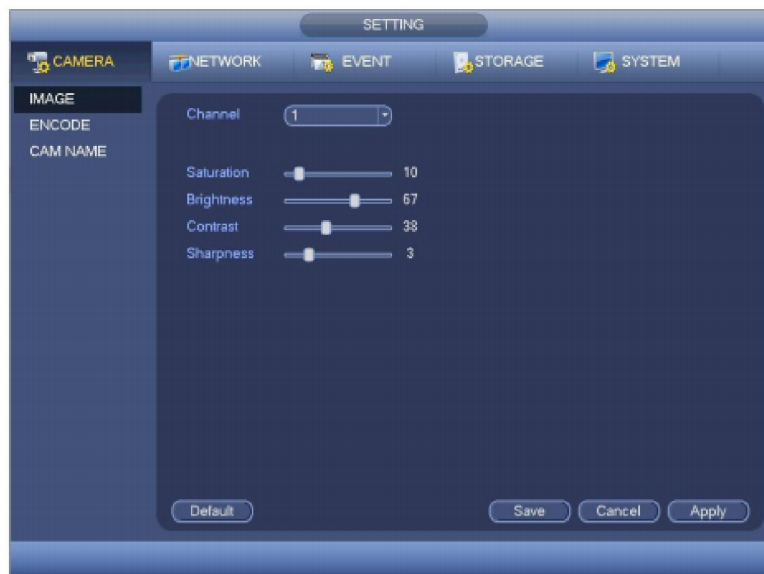 SETTING
CAMERA NETWORK EVENT STORAGE SYSTEM
IMAGE
ENCODE
CAM NAME
Channel 1
Saturation 10
Brightness 67
Contrast 38
Sharpness 3
Default Save Cancel Apply